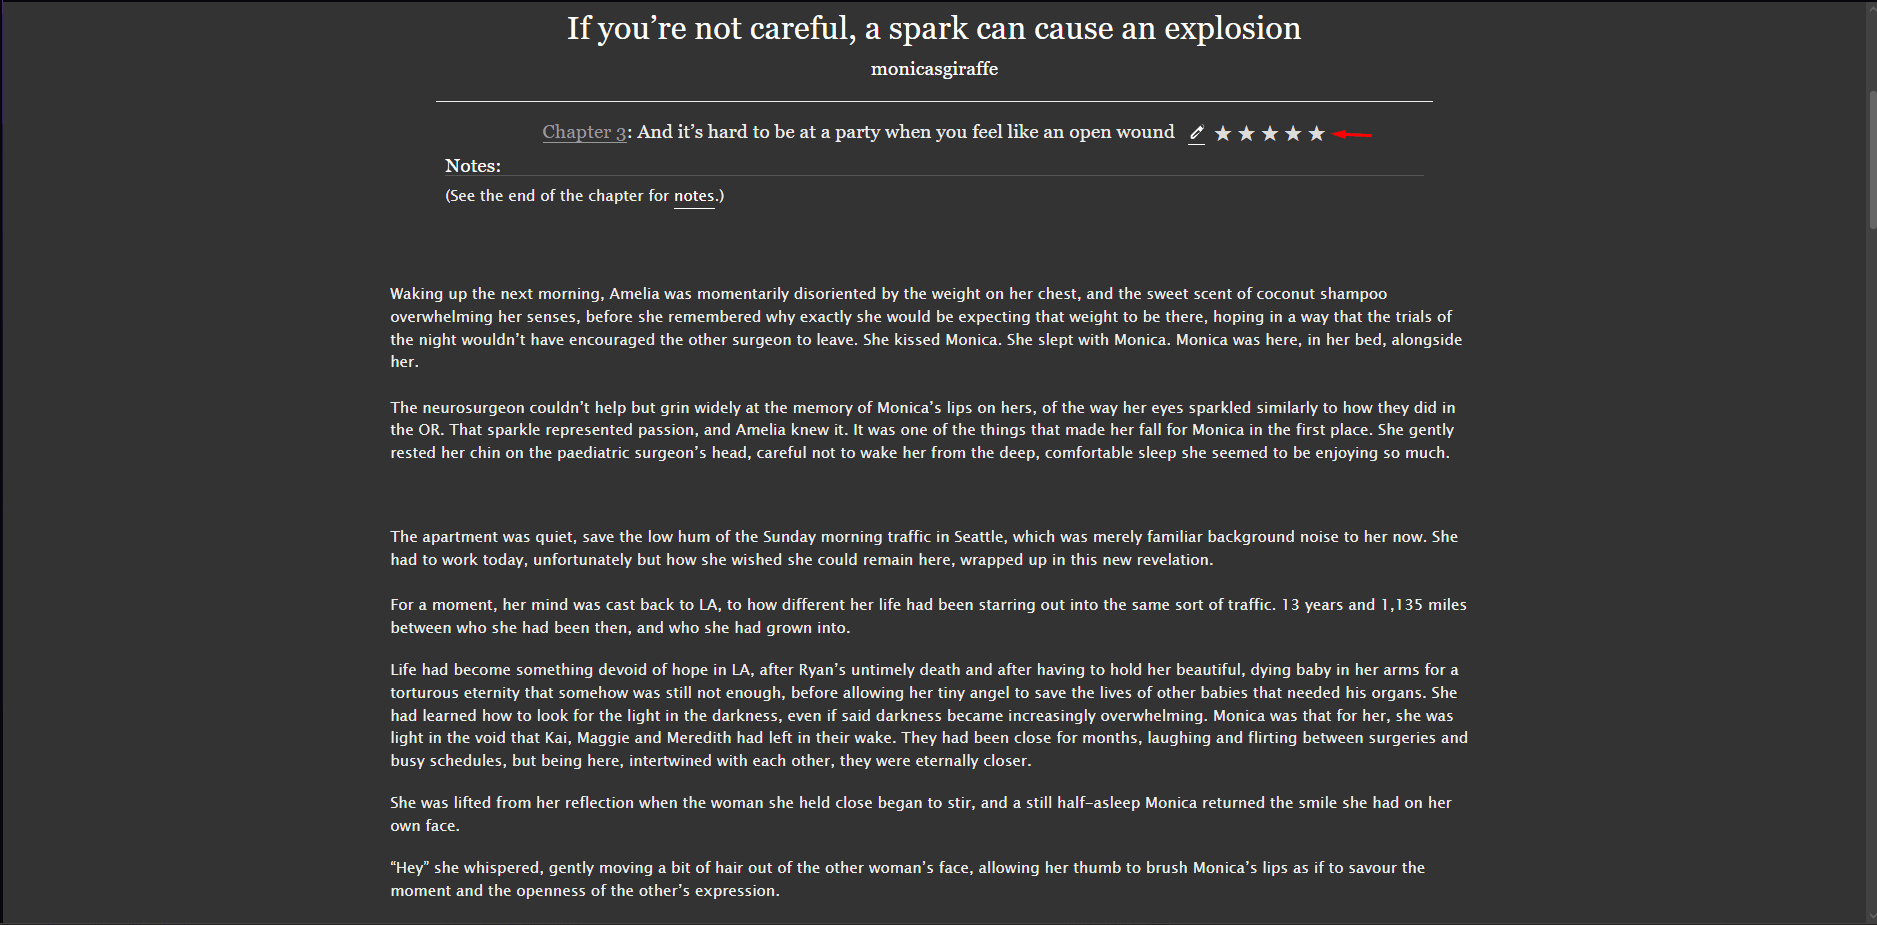 If you’re not careful, a spark can cause an explosion
monicasgiraffe
Chapter 3: And it’s hard to be at a party when you feel like an open wound
Notes:
(See the end of the chapter for notes.)
Waking up the next morning, Amelia was momentarily disoriented by the weight on her chest, and the sweet scent of coconut shampoo
overwhelming her senses, before she remembered why exactly she would be expecting that weight to be there, hoping in a way that the trials of
the night wouldn’t have encouraged the other surgeon to leave. She kissed Monica. She slept with Monica. Monica was here, in her bed, alongside
her.
The neurosurgeon couldn’t help but grin widely at the memory of Monica’s lips on hers, of the way her eyes sparkled similarly to how they did in
the OR. That sparkle represented passion, and Amelia knew it. It was one of the things that made her fall for Monica in the first place. She gently
rested her chin on the paediatric surgeon’s head, careful not to wake her from the deep, comfortable sleep she seemed to be enjoying so much.
The apartment was quiet, save the low hum of the Sunday morning traffic in Seattle, which was merely familiar background noise to her now. She
had to work today, unfortunately but how she wished she could remain here, wrapped up in this new revelation.
For a moment, her mind was cast back to LA, to how different her life had been starring out into the same sort of traffic. 13 years and 1,135 miles
between who she had been then, and who she had grown into.
Life had become something devoid of hope in LA, after Ryan’s untimely death and after having to hold her beautiful, dying baby in her arms for a
torturous eternity that somehow was still not enough, before allowing her tiny angel to save the lives of other babies that needed his organs. She
had learned how to look for the light in the darkness, even if said darkness became increasingly overwhelming. Monica was that for her, she was
light in the void that Kai, Maggie and Meredith had left in their wake. They had been close for months, laughing and flirting between surgeries and
busy schedules, but being here, intertwined with each other, they were eternally closer.
She was lifted from her reflection when the woman she held close began to stir, and a still half-asleep Monica returned the smile she had on her
own face.
“Hey” she whispered, gently moving a bit of hair out of the other woman’s face, allowing her thumb to brush Monica’s lips as if to savour the
moment and the openness of the other’s expression.